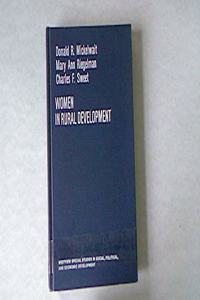 Donald R. Mickelwait
Mary Ann Riegelman
Charles F. Sweet
WOMEN
IN RURAL DEVELOPMENT
WESTVIEW SPECIAL STUDIES IN SOCIAL, POLITICAL,
AND ECONOMIC DEVELOPMENT